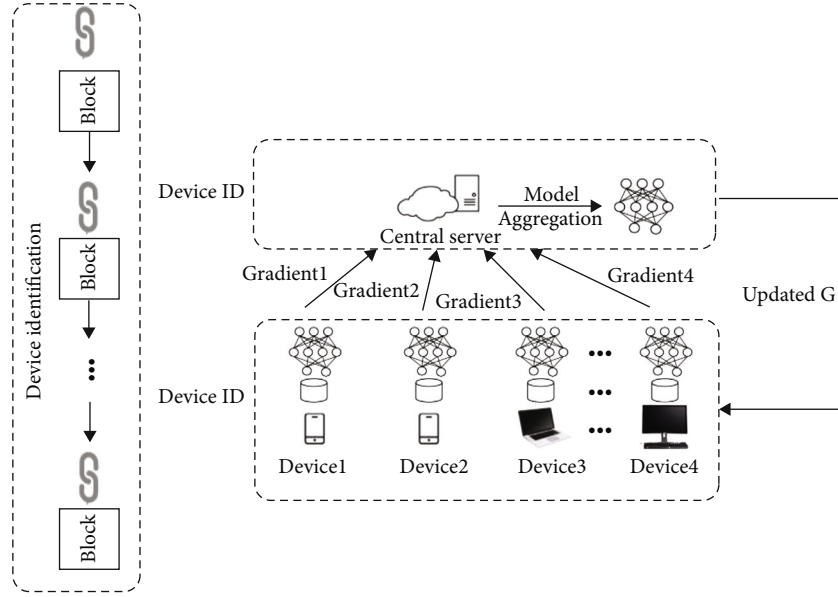 Block
Block
...
Block
Device identification
Device ID
Model
Aggregation
Central server
Gradient1
Gradient2
Gradient3
Gradient4
Updated G
Device ID
...
...
...
Device1
Device2
Device3
Device4